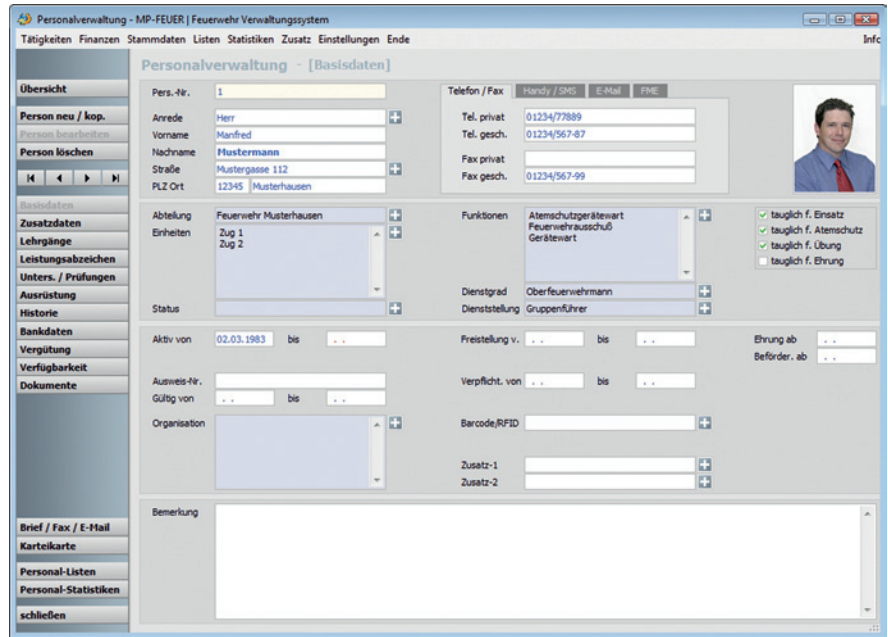 Personalverwaltung - MP-FEUER | Feuerwehr Verwaltungssystem
Tätigkeiten Finanzen Stammdaten Listen Statistiken Zusatz Einstellungen Ende Info
Personalverwaltung - [Basisdaten]
Übersicht
Person neu / kop.
Person bearbeiten
Person löschen
Basisdaten
Zusatzdaten
Lehrgänge
Leistungsabzeichen
Unters. / Prüfungen
Ausrüstung
Historie
Bankdaten
Vergütung
Verfügbarkeit
Dokumente
Brief / Fax / E-Mail
Karteikarte
Personal-Listen
Personal-Statistiken
schließen
Pers.-Nr. 1
Anrede Herr
Vorname Manfred
Nachname Mustermann
Straße Mustergasse 112
PLZ Ort 12345 Musterhausen
Telefon / Fax Handy / SMS E-Mail FME
Tel. privat 01234/77889
Tel. gesch. 01234/567-87
Fax privat
Fax gesch. 01234/567-99
Abteilung Feuerwehr Musterhausen
Einheiten Zug 1
Zug 2
Status
Funktionen Atemschutzgerätewart
Feuerwehrausschuß
Gerätewart
Dienstgrad Oberfeuerwehrmann
Dienststellung Gruppenführer
tauglich f. Einsatz
tauglich f. Atemschutz
tauglich f. Übung
tauglich f. Ehrung
Aktiv von 02.03.1983 bis . .
Freistellung v. . . bis . .
Ehrung ab . .
Beförder. ab . .
Ausweis-Nr.
Gültig von . . bis . .
Verpflicht. von . . bis . .
Organisation
Barcode/RFID
Zusatz-1
Zusatz-2
Bemerkung